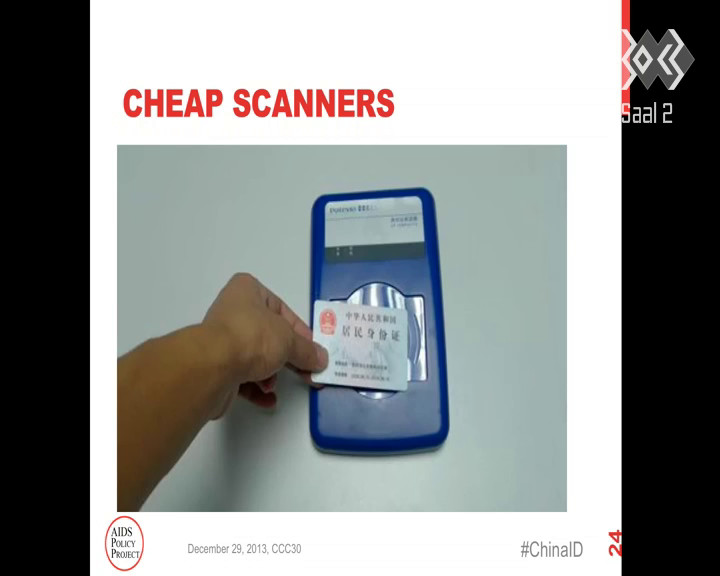 CHEAP SCANNERS
Saal 2
中华人民共和国
居民身份证
AIDS
POLICY
PROJECT
December 29, 2013, CCC30
#ChinaID
24